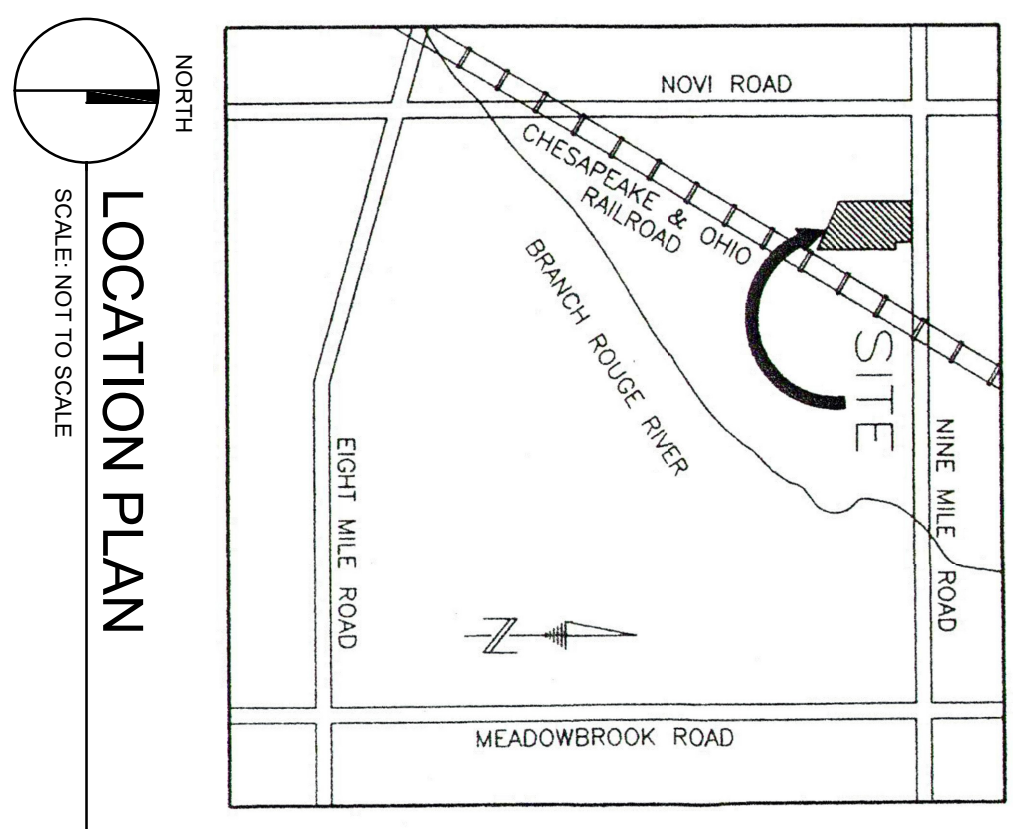 NORTH
LOCATION PLAN
SCALE: NOT TO SCALE
NOVI ROAD
CHESAPEAKE & OHIO
RAILROAD
BRANCH ROUGE RIVER
SITE
NINE MILE ROAD
EIGHT MILE ROAD
N
MEADOWBROOK ROAD